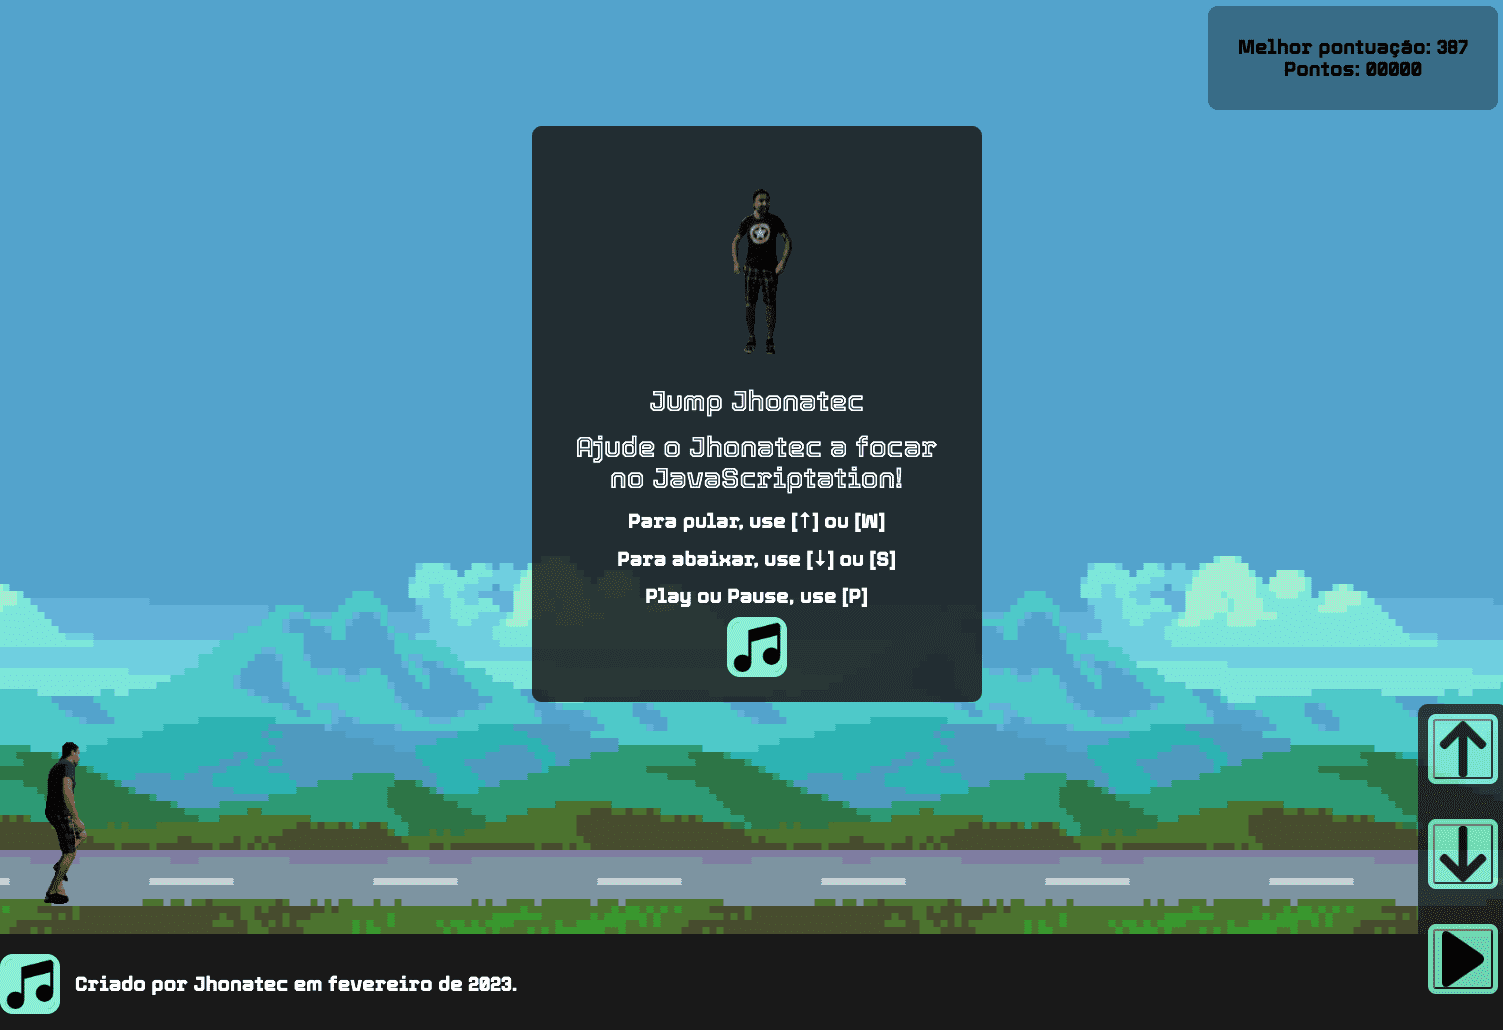 Melhor pontuação: 387
Pontos: 00000
Jump Jhonatec
Ajude o Jhonatec a focar
no JavaScriptation!
Para pular, use [↑] ou [W]
Para abaixar, use [↓] ou [S]
Play ou Pause, use [P]
Criado por Jhonatec em fevereiro de 2023.